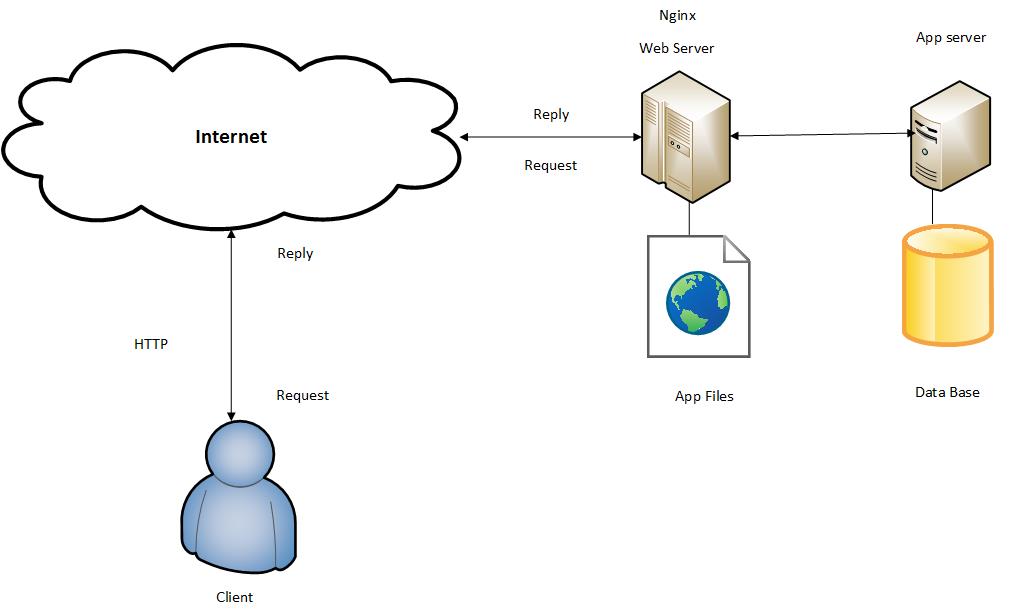 Nginx
Web Server
App server
Internet
Reply
Request
Reply
HTTP
Request
App Files
Data Base
Client